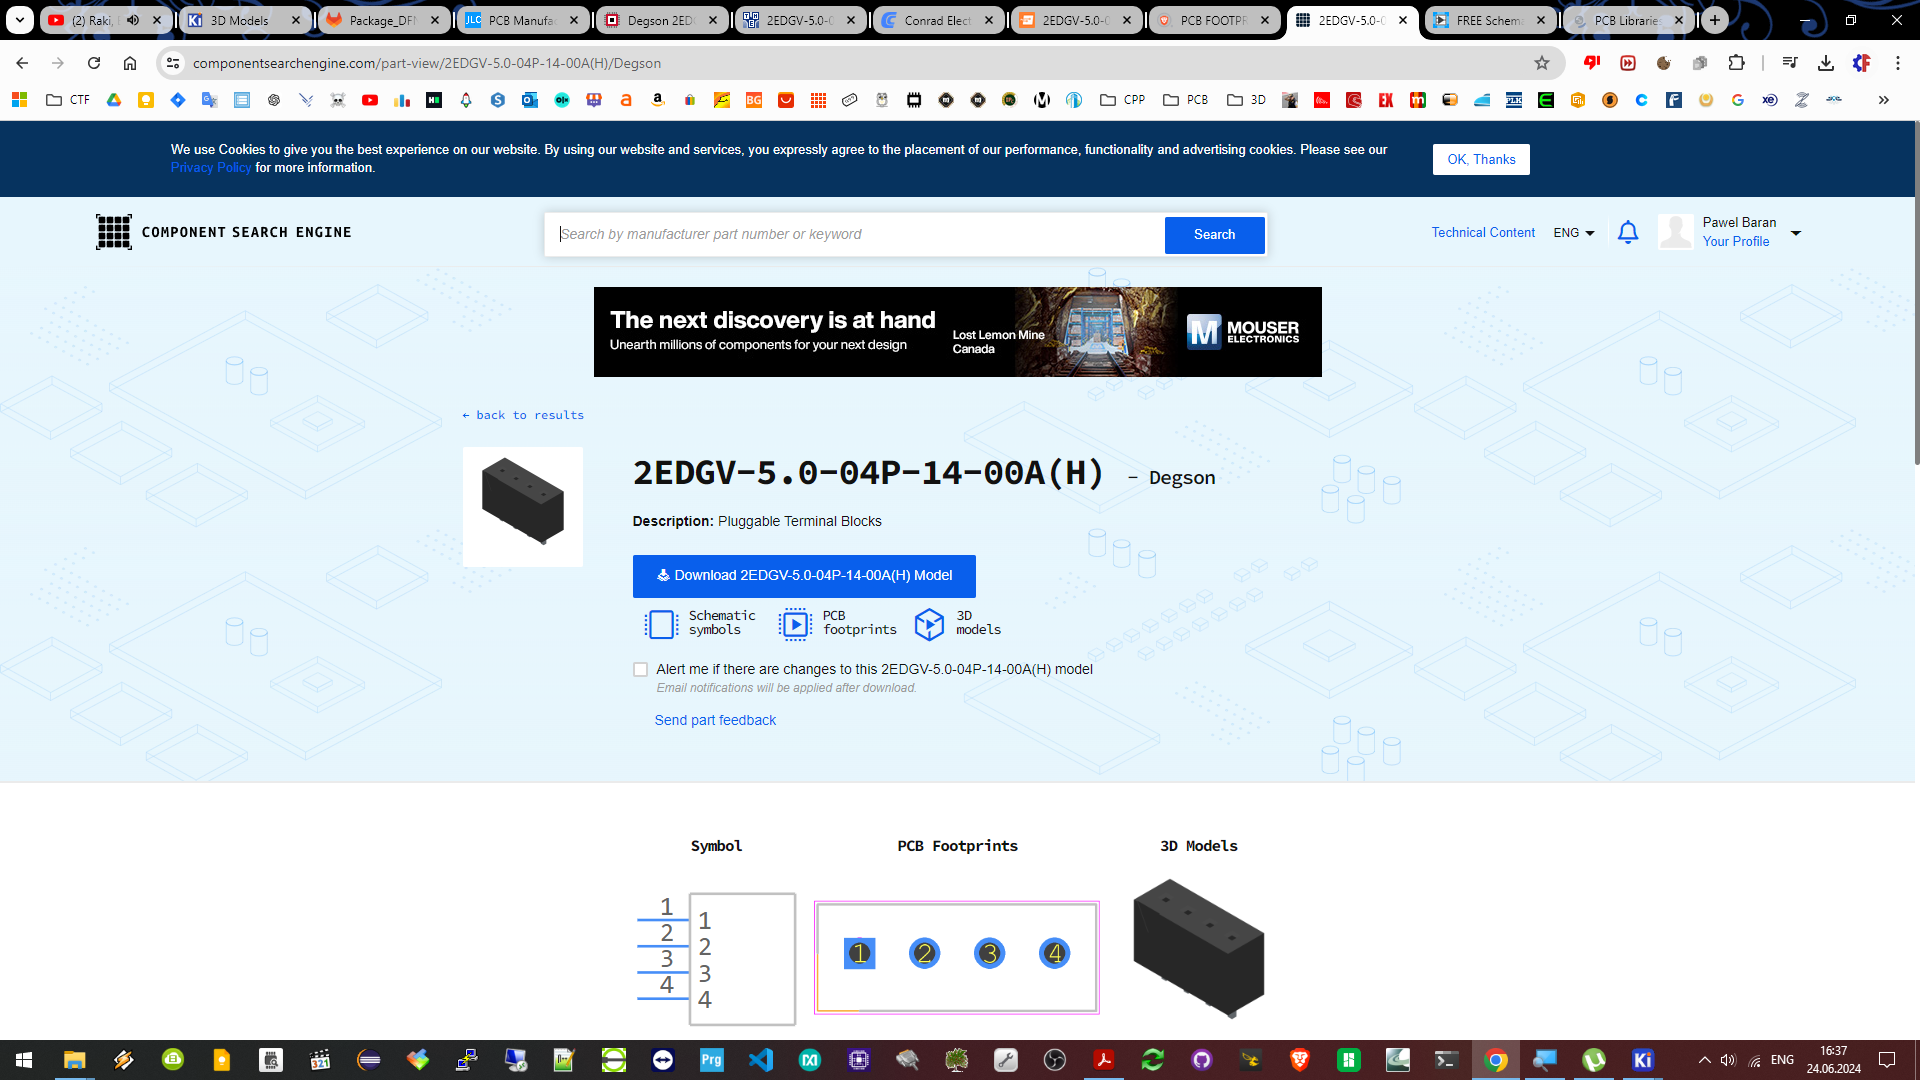 (2) Raki,
3D Models
Package_DFN
PCB Manufac
Degson 2EDG
2EDGV-5.0-0
Conrad Elect
2EDGV-5.0-0
PCB FOOTPR
2EDGV-5.0-0
FREE Schema
PCB Libraries
componentsearchengine.com/part-view/2EDGV-5.0-04P-14-00A(H)/Degson
CTF
CPP
PCB
3D
We use Cookies to give you the best experience on our website. By using our website and services, you expressly agree to the placement of our performance, functionality and advertising cookies. Please see our
Privacy Policy for more information.
OK, Thanks
COMPONENT SEARCH ENGINE
Search by manufacturer part number or keyword
Search
Technical Content
ENG
Pawel Baran
Your Profile
The next discovery is at hand
Unearth millions of components for your next design
Lost Lemon Mine
Canada
M MOUSER
ELECTRONICS
← back to results
2EDGV-5.0-04P-14-00A(H) - Degson
Description: Pluggable Terminal Blocks
Download 2EDGV-5.0-04P-14-00A(H) Model
Schematic
symbols
PCB
footprints
3D
models
Alert me if there are changes to this 2EDGV-5.0-04P-14-00A(H) model
Email notifications will be applied after download.
Send part feedback
Symbol
PCB Footprints
3D Models
1 1
2 2
3 3
4 4
1 2 3 4
ENG
16:37
24.06.2024